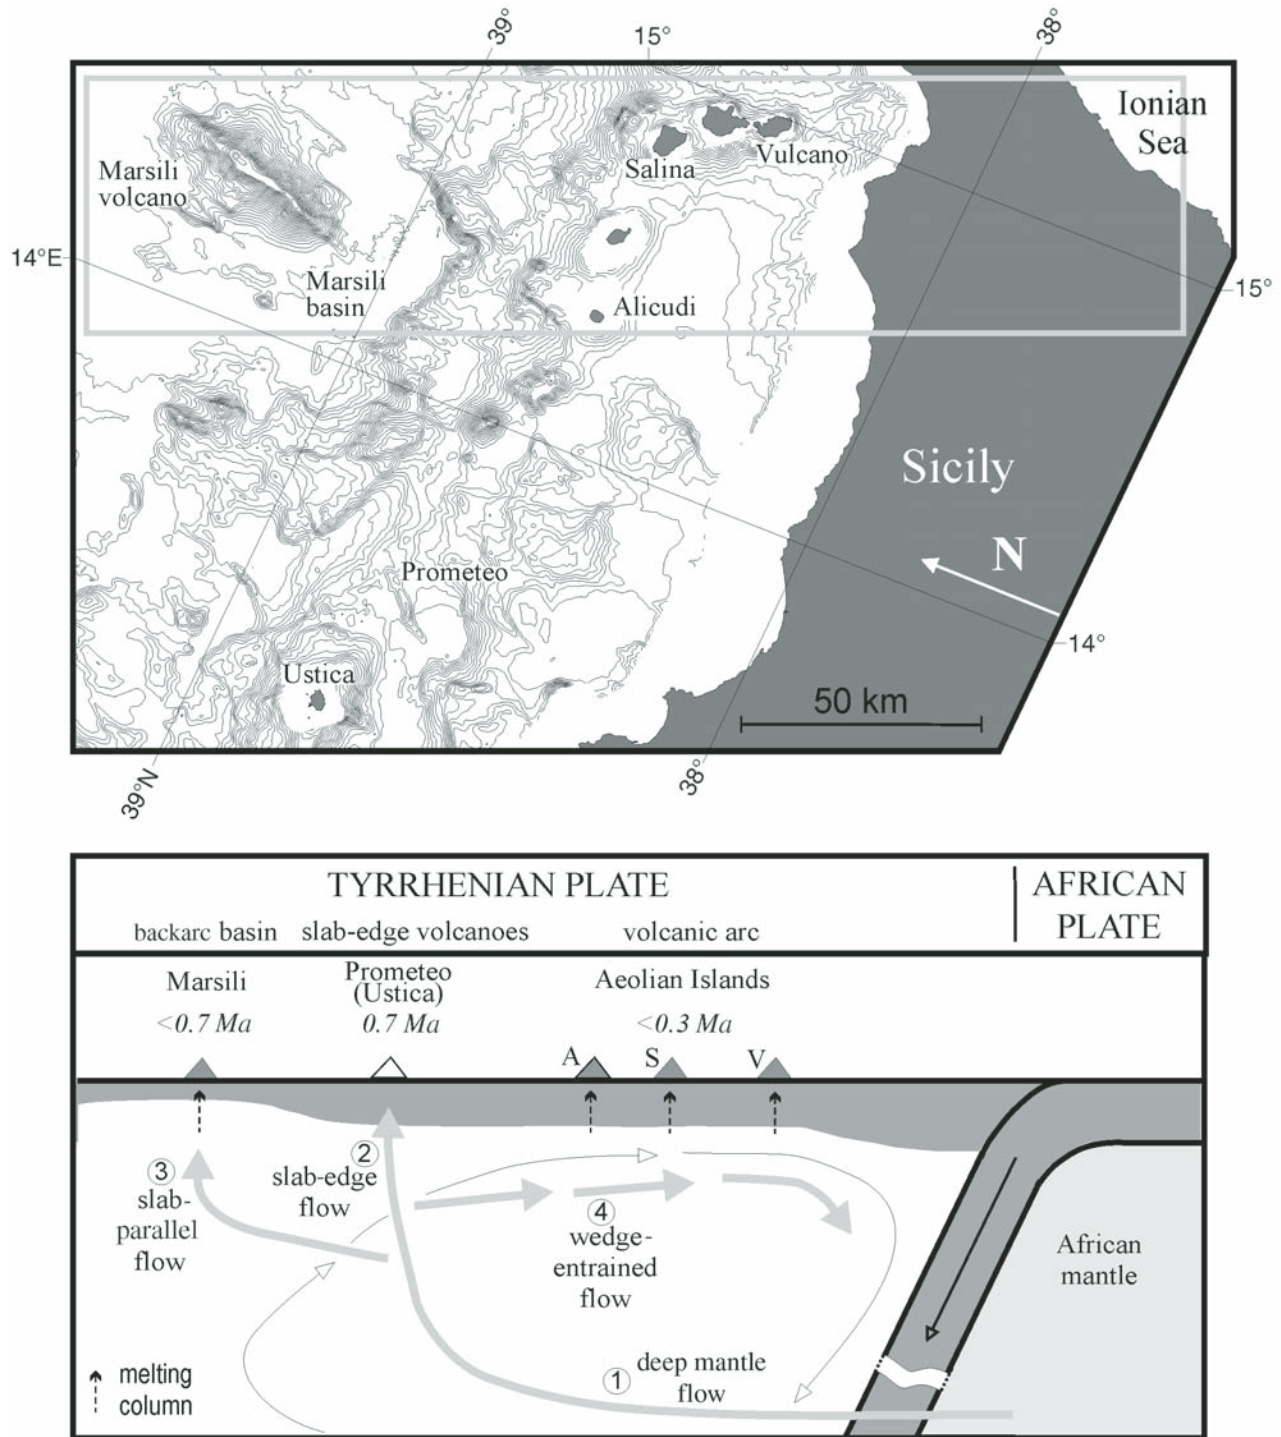 39°
15°
38°
Ionian
Sea
Marsili
volcano
Salina
Vulcano
14°E
Marsili
basin
Alicudi
15°
Sicily
N
Prometeo
14°
Ustica
50 km
39°N
38°
TYRRHENIAN PLATE
AFRICAN
PLATE
backarc basin
slab-edge volcanoes
volcanic arc
Marsili
<0.7 Ma
Prometeo
(Ustica)
0.7 Ma
Aeolian Islands
<0.3 Ma
A
S
V
3
slab-
parallel
flow
2
slab-edge
flow
4
wedge-
entrained
flow
African
mantle
1
deep mantle
flow
melting
column